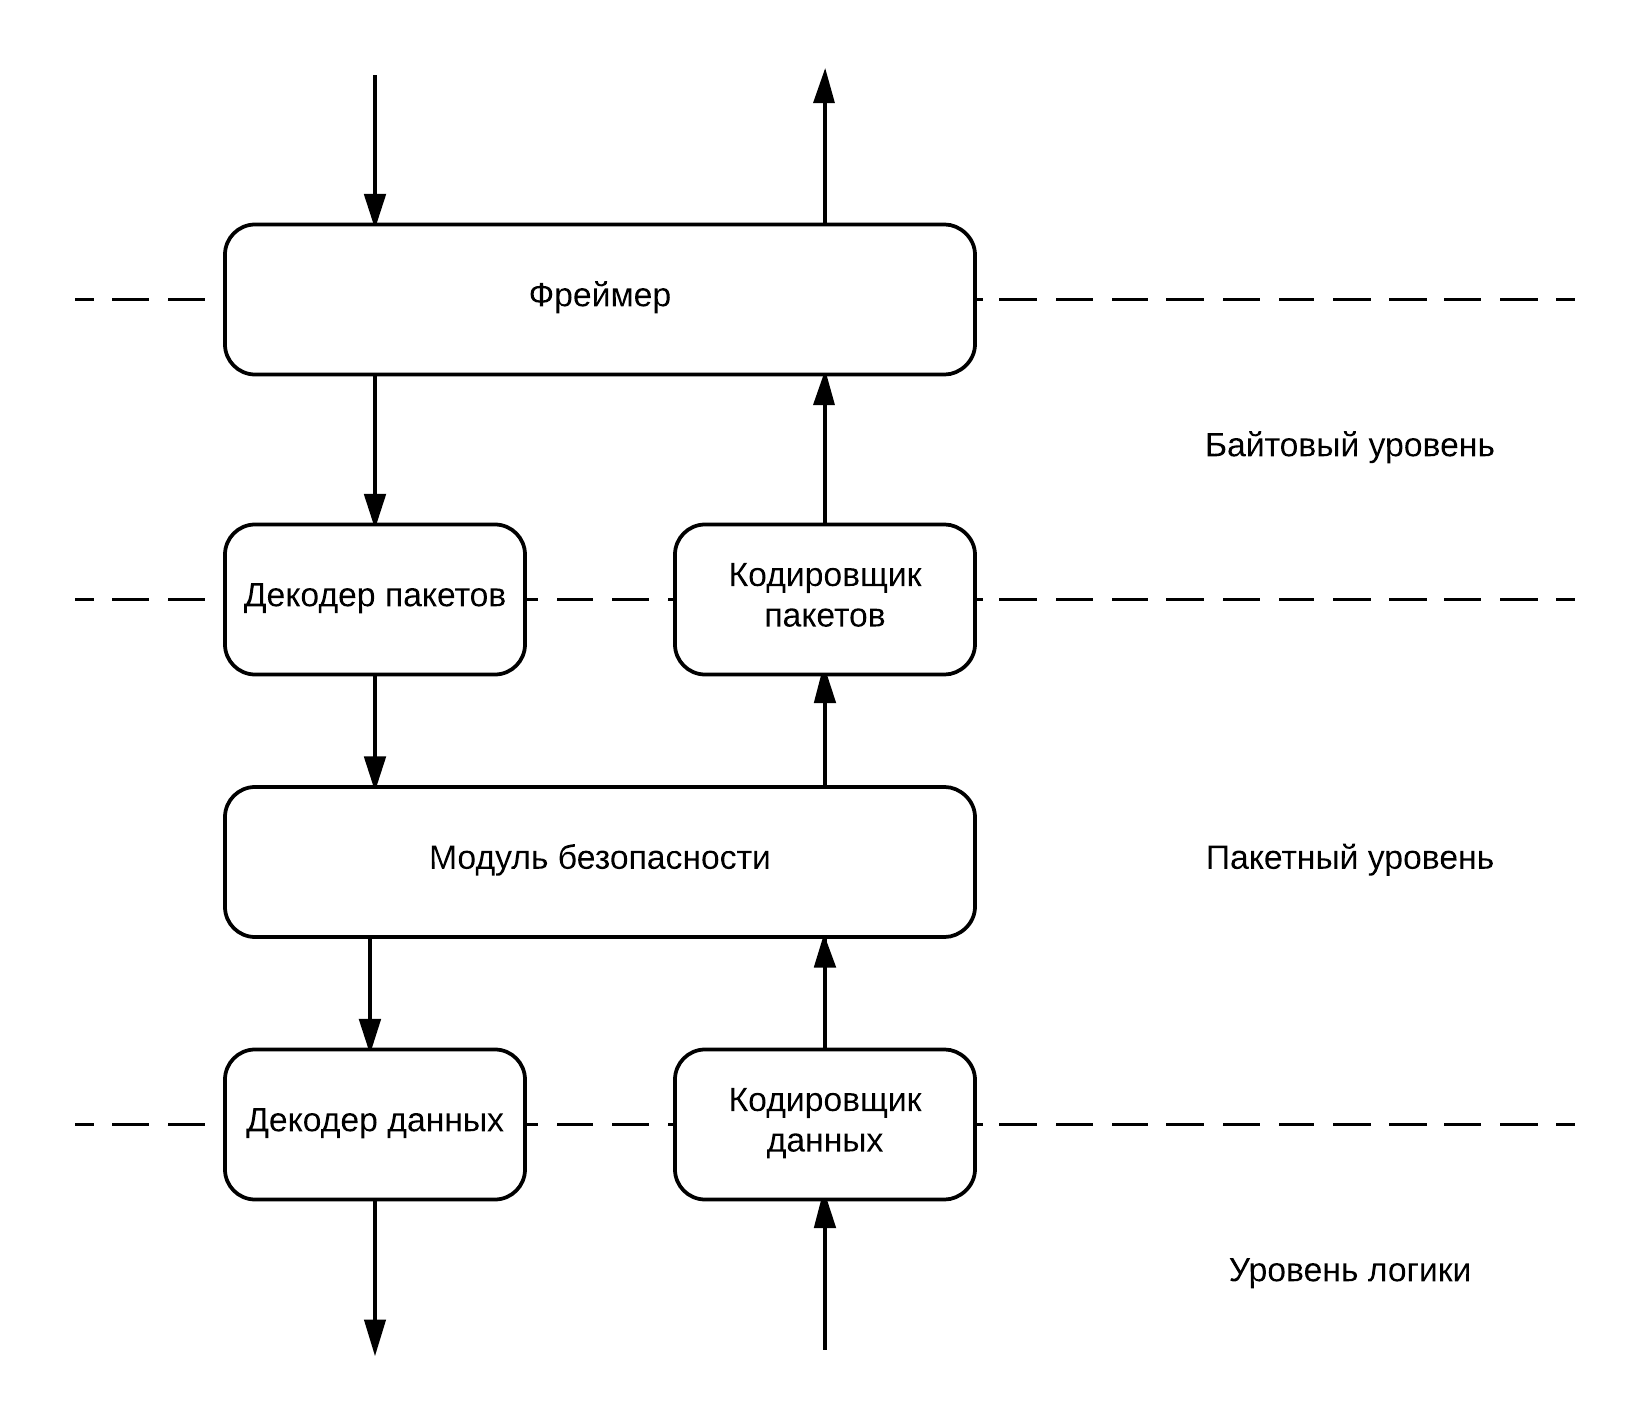 Фреймер
Байтовый уровень
Декодер пакетов
Кодировщик
пакетов
Модуль безопасности
Пакетный уровень
Декодер данных
Кодировщик
данных
Уровень логики